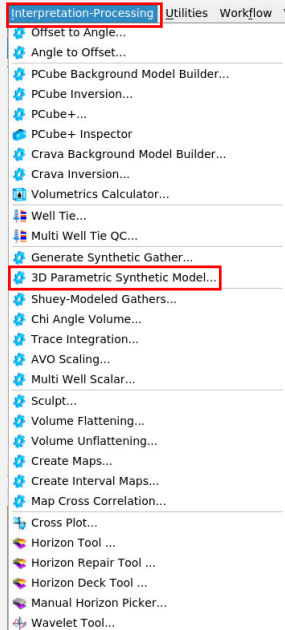 Interpretation-Processing Utilities Workflow
Offset to Angle...
Angle to Offset...
PCube Background Model Builder...
PCube Inversion...
PCube+...
PCube+ Inspector
Crava Background Model Builder...
Crava Inversion...
Volumetrics Calculator...
Well Tie...
Multi Well Tie QC...
Generate Synthetic Gather...
3D Parametric Synthetic Model...
Shuey-Modeled Gathers...
Chi Angle Volume...
Trace Integration...
AVO Scaling...
Multi Well Scalar...
Sculpt...
Volume Flattening...
Volume Unflattening...
Create Maps...
Create Interval Maps...
Map Cross Correlation...
Cross Plot...
Horizon Tool ...
Horizon Repair Tool ...
Horizon Deck Tool ...
Manual Horizon Picker...
Wavelet Tool...